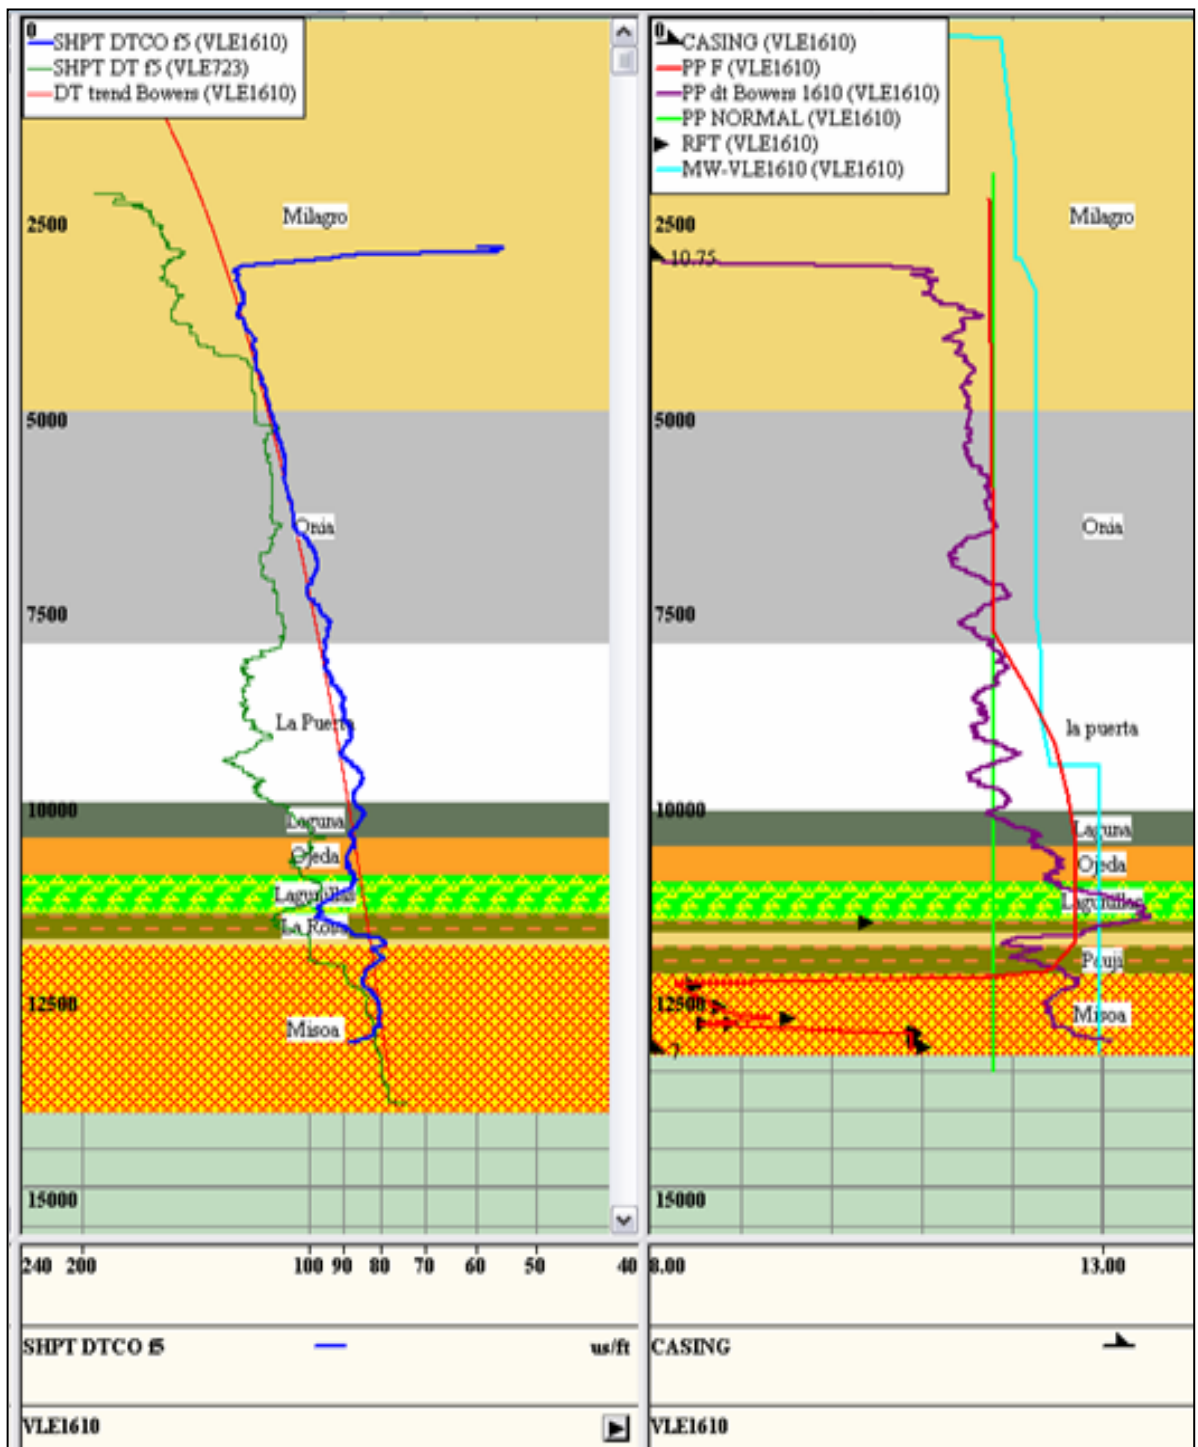 0
SHPT DTCO f5 (VLE1610)
SHPT DT f5 (VLE723)
DT trend Bowers (VLE1610)
Milagro
2500
5000
Onia
7500
La Puerta
10000
Laguna
Ojeda
Lagunillas
La Rosa
12500
Misoa
15000
240 200 100 90 80 70 60 50 40
SHPT DTCO f5 us/ft
VLE1610
0
CASING (VLE1610)
PP F (VLE1610)
PP dt Bowers 1610 (VLE1610)
PP NORMAL (VLE1610)
RFT (VLE1610)
MW-VLE1610 (VLE1610)
Milagro
2500
10.75
5000
Onia
7500
la puerta
10000
Laguna
Ojeda
Lagunillas
Pauji
12500
Misoa
7
15000
8.00 13.00
CASING
VLE1610